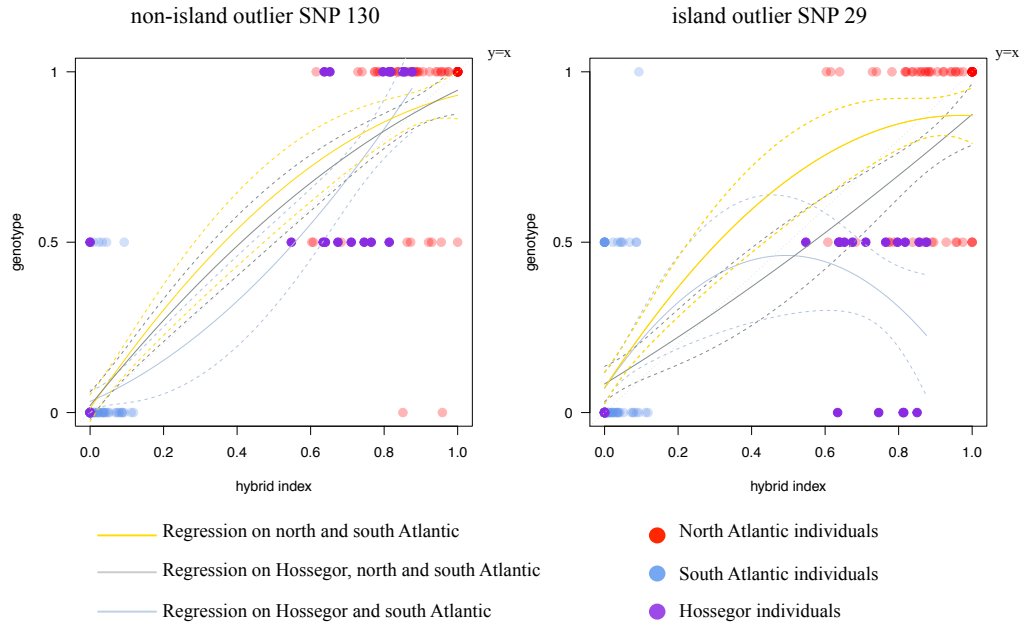 non-island outlier SNP 130
island outlier SNP 29
y=x
y=x
genotype
1
0.5
0
0.0 0.2 0.4 0.6 0.8 1.0
hybrid index
genotype
1
0.5
0
0.0 0.2 0.4 0.6 0.8 1.0
hybrid index
Regression on north and south Atlantic
Regression on Hossegor, north and south Atlantic
Regression on Hossegor and south Atlantic
North Atlantic individuals
South Atlantic individuals
Hossegor individuals